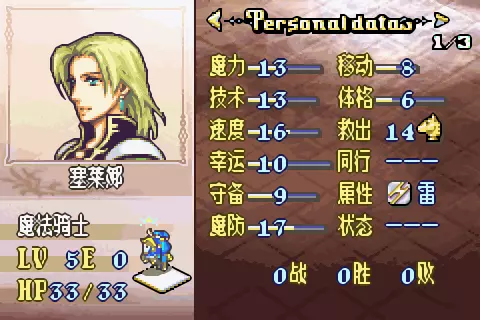 Personal data
1/3
魔力 13 移动 8
技术 13 体格 6
速度 16 救出 14
幸运 10 同行 ---
守备 9 属性 雷
魔防 17 状态 ---
0战 0胜 0败
塞莱娜
魔法骑士
LV 5 E 0
HP 33/33